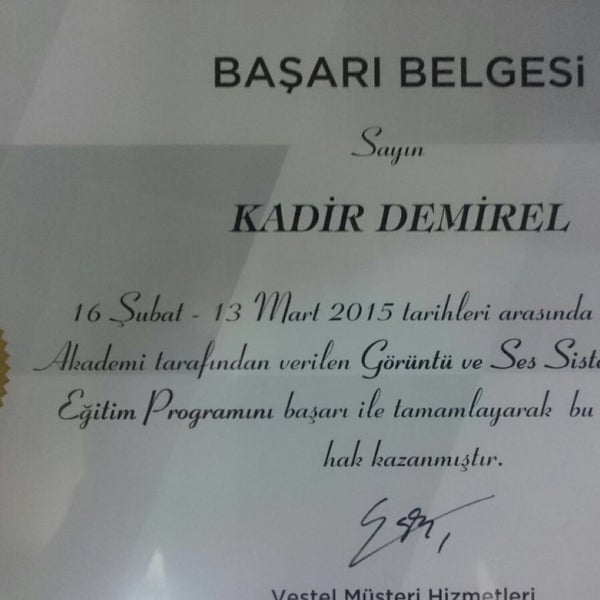 BAŞARI BELGESi
Sayın
KADİR DEMİREL
16 Şubat - 13 Mart 2015 tarihleri arasında
Akademi tarafından verilen Görüntü ve Ses Siste
Eğitim Programını başarı ile tamamlayarak bu
hak kazanmıştır.
Vestel Müşteri Hizmetleri